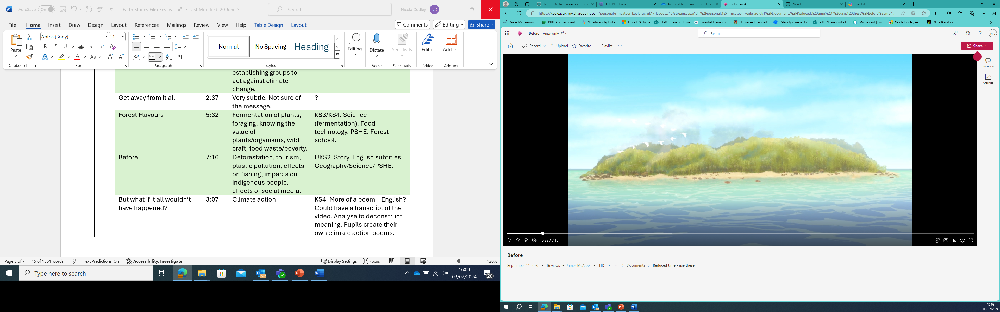 AutoSave On
Earth Stories Film Festival • Last Modified: 20 June
Search
Nicola Dudley ND
File Home Insert Draw Design Layout References Mailings Review View Help Table Design Layout
Comments Editing Share
Paste
Aptos (Body) 11
B I U ab x₂ x²
A A Aa A A
Normal No Spacing Heading
Editing Dictate Sensitivity Editor Add-ins
Clipboard Font Paragraph Styles Voice Sensitivity Editor Add-ins
establishing groups to
act against climate
change.
Get away from it all 2:37 Very subtle. Not sure of ?
the message.
Forest Flavours 5:32 Fermentation of plants, KS3/KS4. Science
foraging, knowing the (fermentation). Food
value of technology. PSHE. Forest
plants/organisms, wild school.
craft, food waste/poverty.
Before 7:16 Deforestation, tourism, UKS2. Story. English subtitles.
plastic pollution, effects Geography/Science/PSHE.
on fishing, impacts on
indigenous people,
effects of social media.
But what if it all wouldn't 3:07 Climate action KS4. More of a poem – English?
have happened? Could have a transcript of the
video. Analyse to deconstruct
meaning. Pupils create their
own climate action poems.
Page 5 of 7 15 of 1851 words Text Predictions: On Accessibility: Investigate
Display Settings Focus 120%
Type here to search
16:09
03/07/2024
20
Feed – Digital Innovators – GivE LXD Notebook Reduced time - use these - One Before.mp4 New tab Copilot
https://keeleacuk-my.sharepoint.com/personal/j_mcateer_keele_ac_uk1/_layouts/15/stream.aspx?id=%2Fpersonal%2Fj_mcateer_keele_ac_uk1%2FDocuments%2FReduced%20time%20-%20use%20these%2FBefore%2Emp4...
Keele: My Learning... KIITE Planner board... Smartway2 by Hubs... ESS - ESS Home Staff Intranet - Home Essential Framewor... Online and Blended... Calendly - Keele Un... KIITE Sharepoint - E... My content | Lumi Nicola Dudley — T... KLE – Blackboard
Before - View-only
Search
ND
Record Upload Favorite Playlist
Share
Comments
Analytics
0:33 / 7:16
CC 1x
Before
September 11, 2023 • 16 views • James McAteer • HD • ... > Documents > Reduced time - use these
16:09
03/07/2024